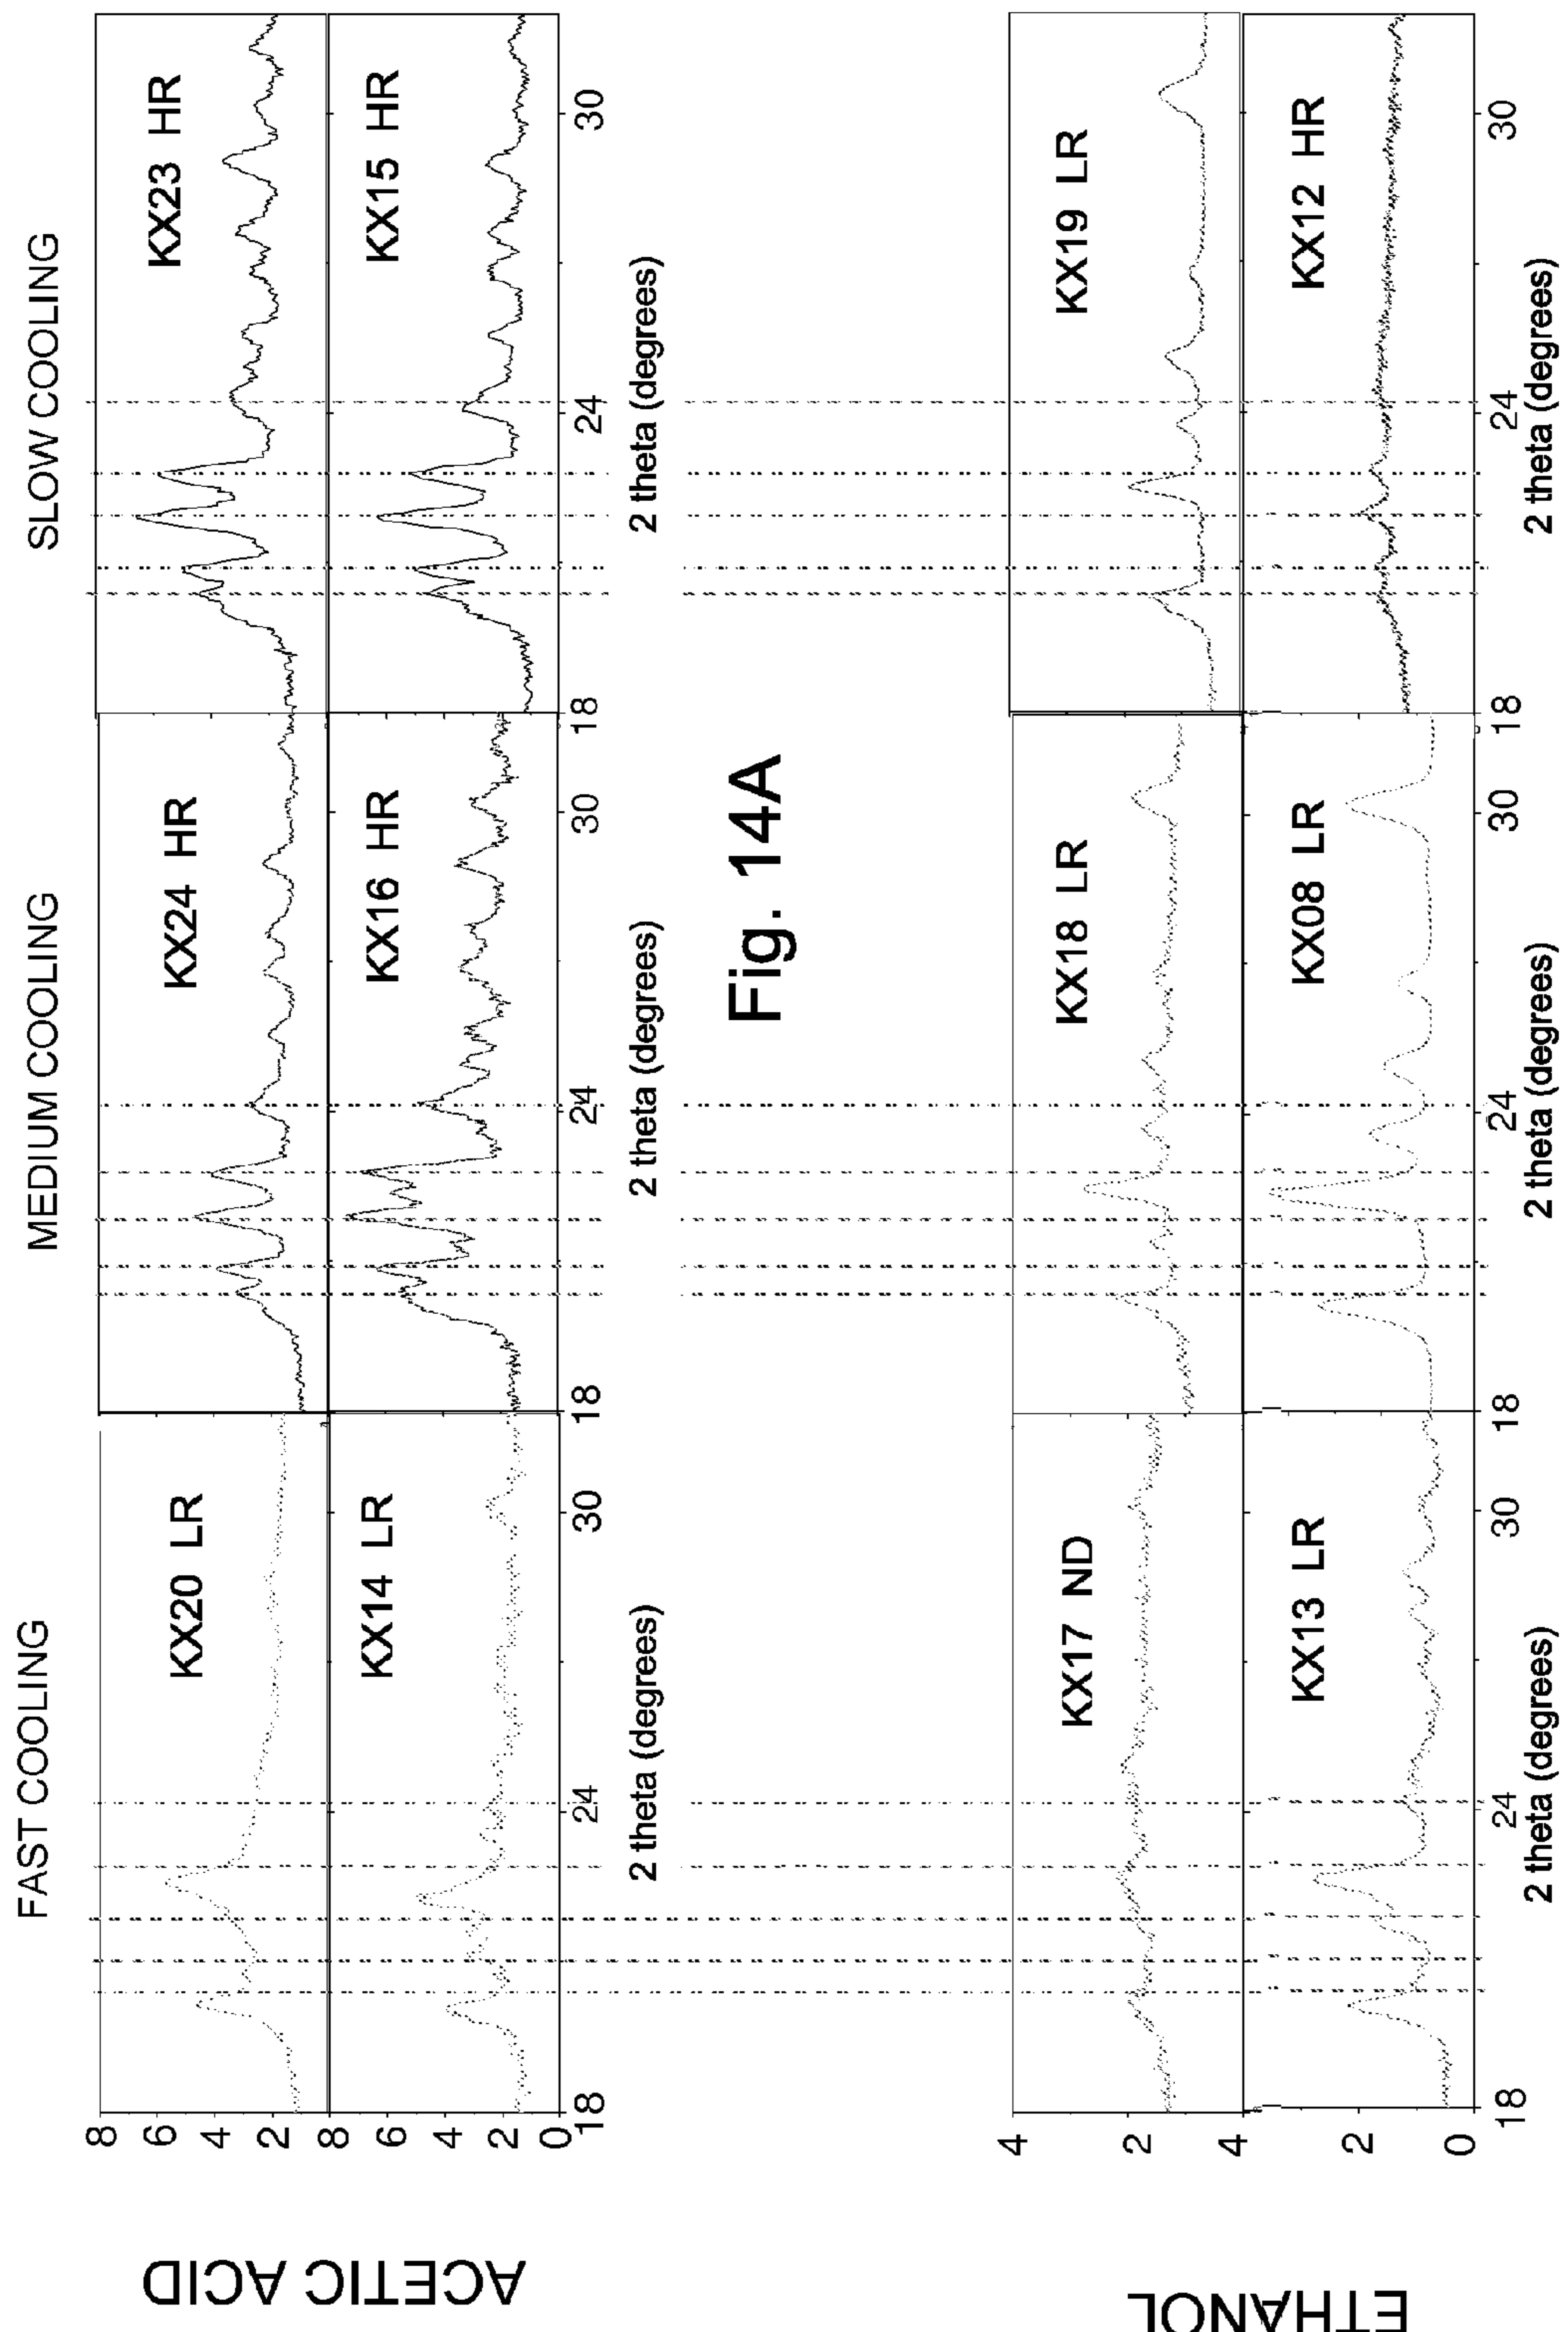 FAST COOLING
MEDIUM COOLING
SLOW COOLING
ACETIC ACID
8
6
4
2
KX20 LR
KX24 HR
KX23 HR
8
6
4
2
0
KX14 LR
KX16 HR
KX15 HR
18 24 30 18 24 30 18 24 30
2 theta (degrees) 2 theta (degrees) 2 theta (degrees)
Fig. 14A
ETHANOL
4
2
KX17 ND
KX18 LR
KX19 LR
4
2
0
KX13 LR
KX08 LR
KX12 HR
18 24 30 18 24 30 18 24 30
2 theta (degrees) 2 theta (degrees) 2 theta (degrees)